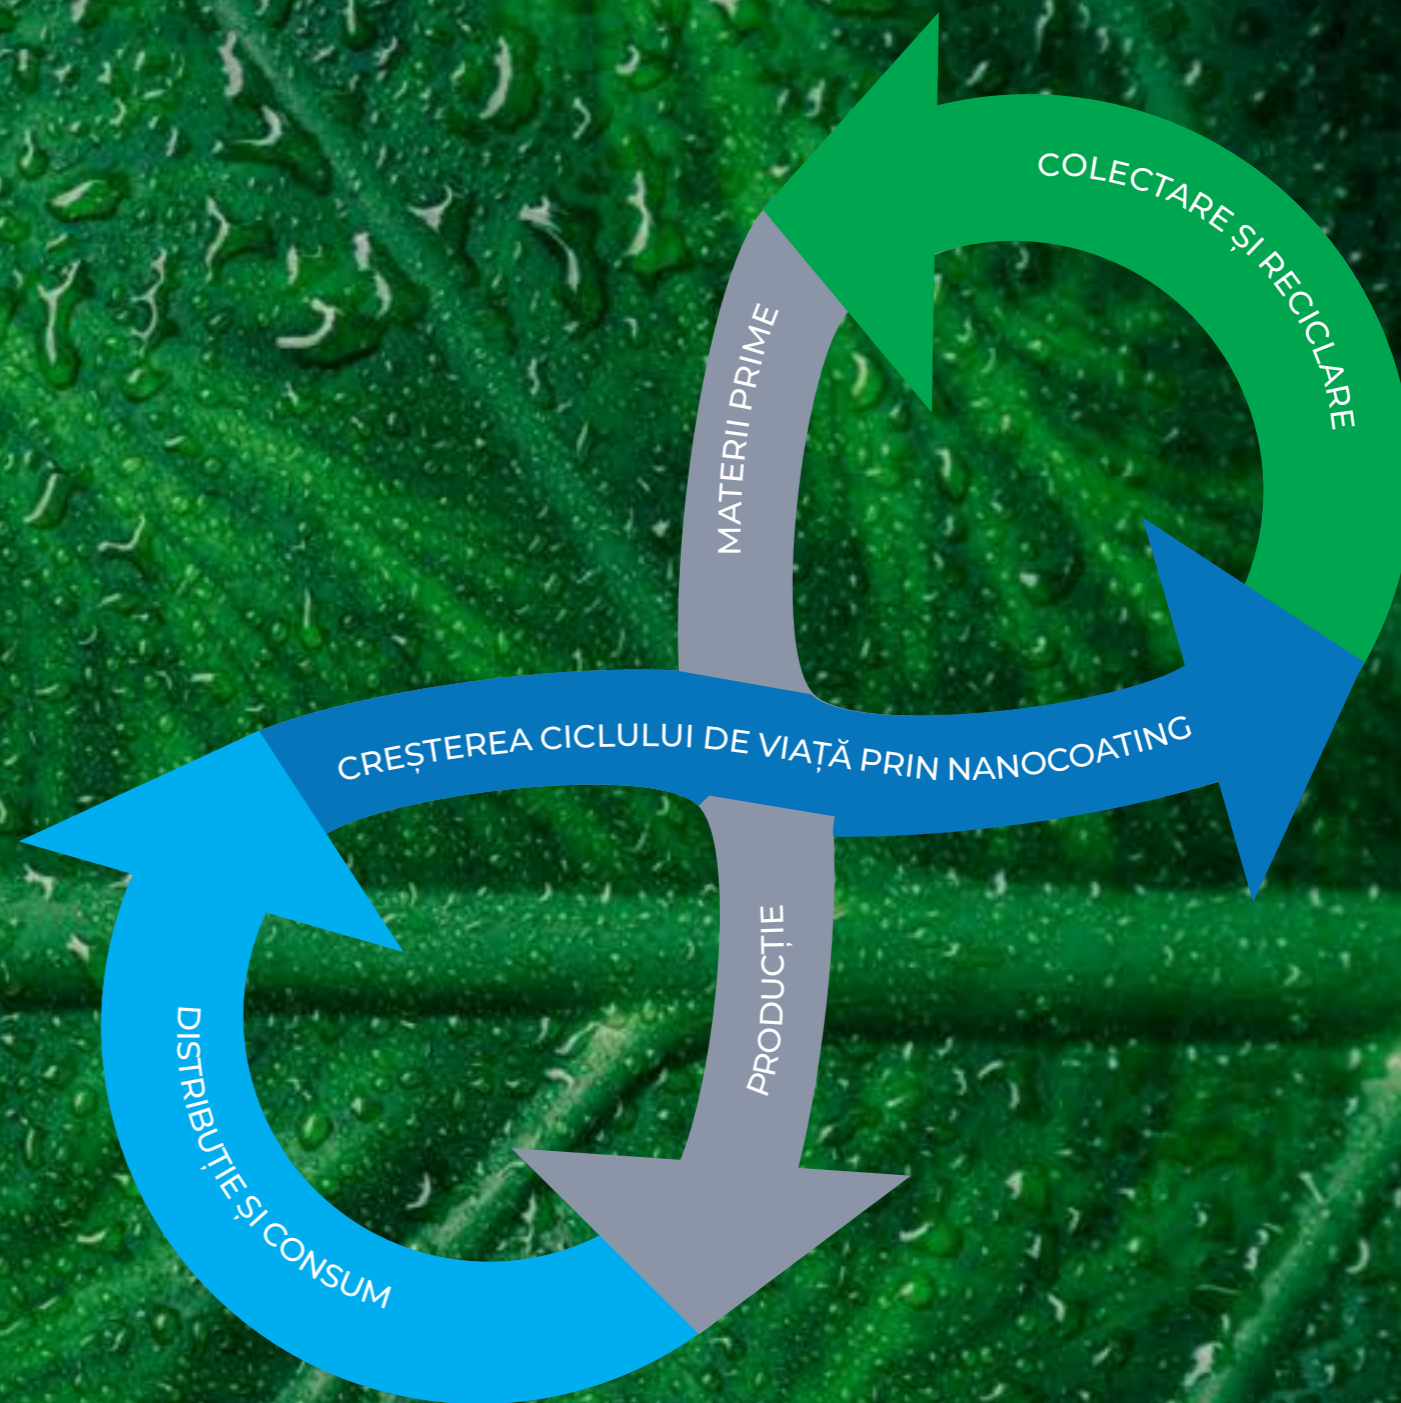 COLECTARE ȘI RECICLARE
MATERII PRIME
CREȘTEREA CICLULUI DE VIAȚĂ PRIN NANOCOATING
PRODUCȚIE
DISTRIBUȚIE ȘI CONSUM